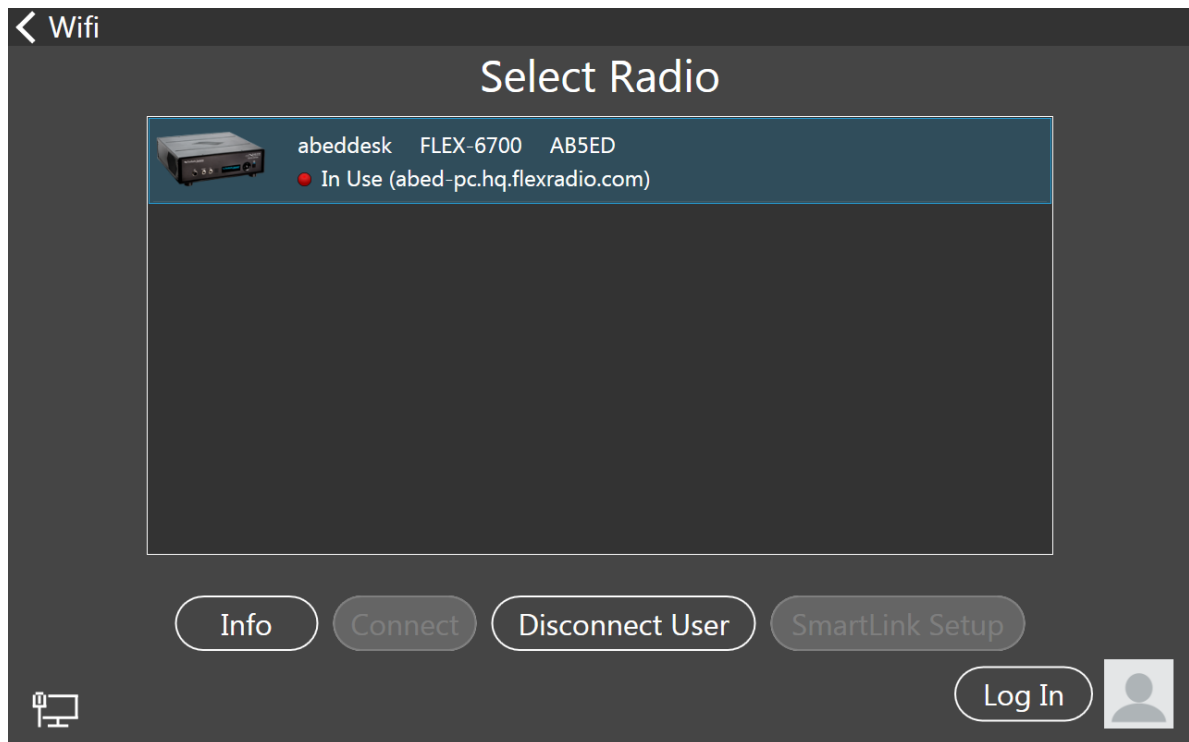 Wifi
Select Radio
abeddesk FLEX-6700 AB5ED
In Use (abed-pc.hq.flexradio.com)
Info Connect Disconnect User SmartLink Setup
Log In